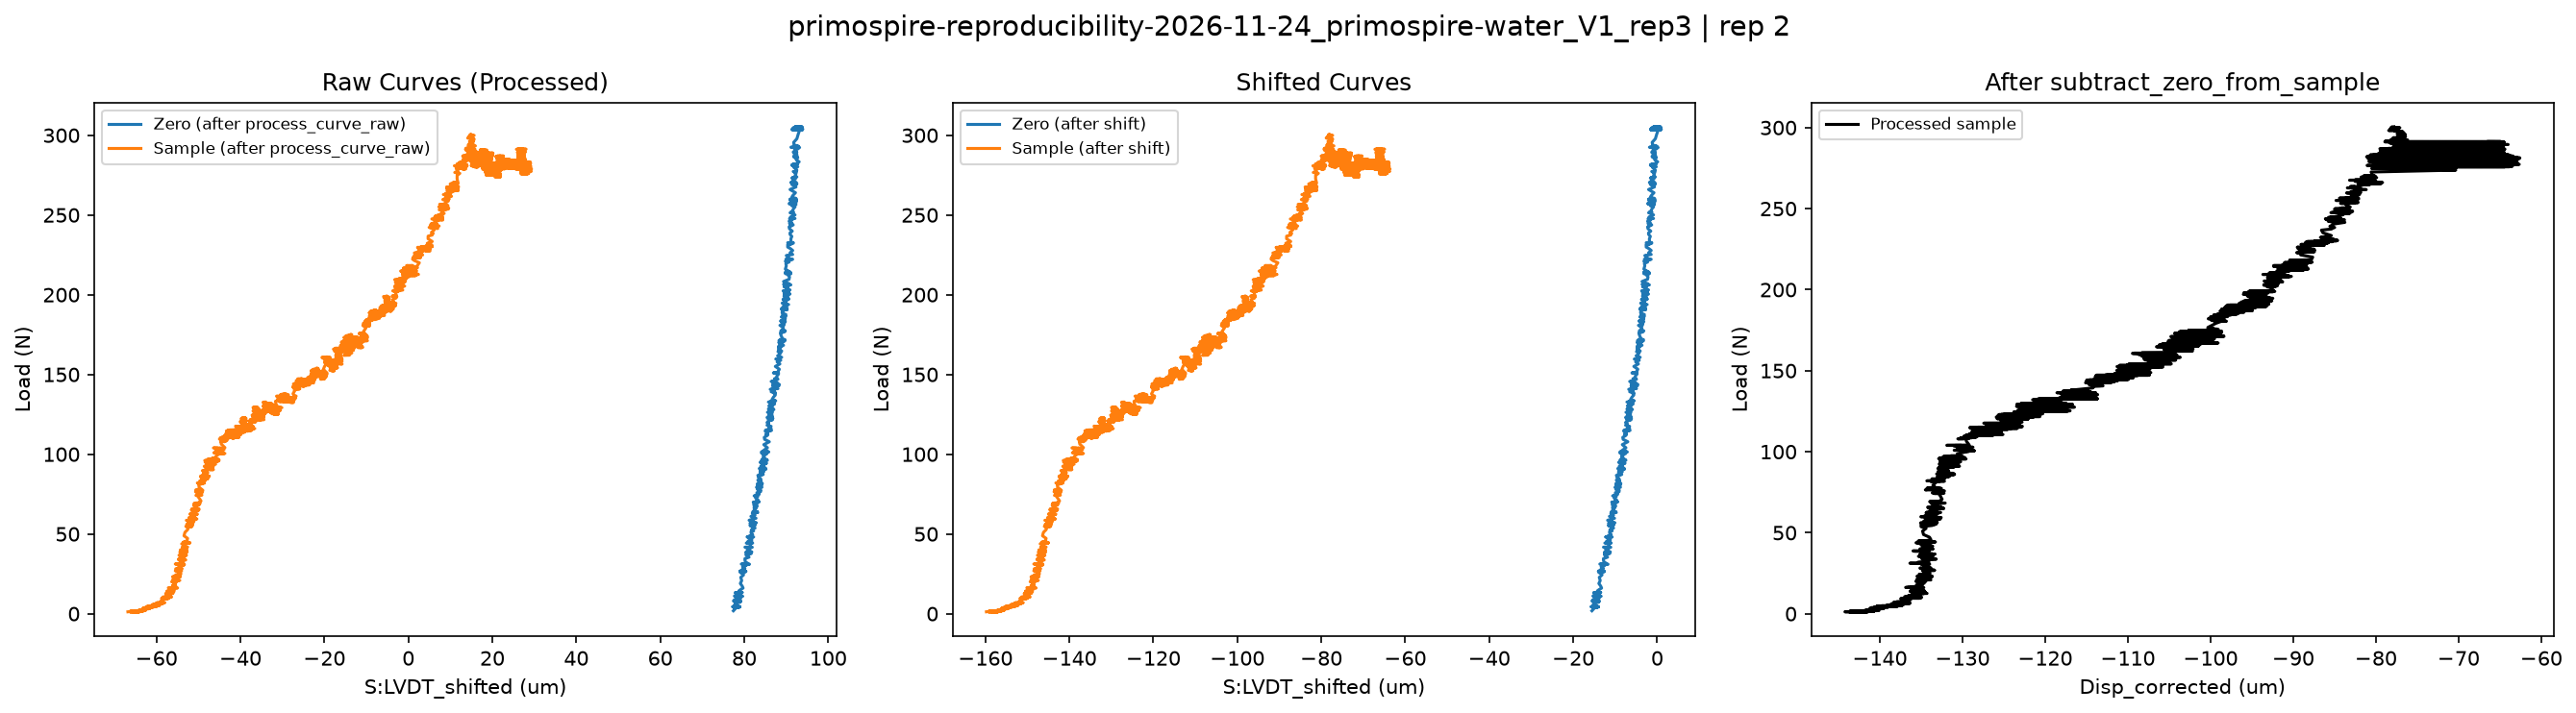 primospire-reproducibility-2026-11-24_primospire-water_V1_rep3 | rep 2
Raw Curves (Processed)
Zero (after process_curve_raw)
Sample (after process_curve_raw)
Load (N)
300
250
200
150
100
50
0
−60 −40 −20 0 20 40 60 80 100
S:LVDT_shifted (um)
Shifted Curves
Zero (after shift)
Sample (after shift)
Load (N)
300
250
200
150
100
50
0
−160 −140 −120 −100 −80 −60 −40 −20 0
S:LVDT_shifted (um)
After subtract_zero_from_sample
Processed sample
Load (N)
300
250
200
150
100
50
0
−140 −130 −120 −110 −100 −90 −80 −70 −60
Disp_corrected (um)